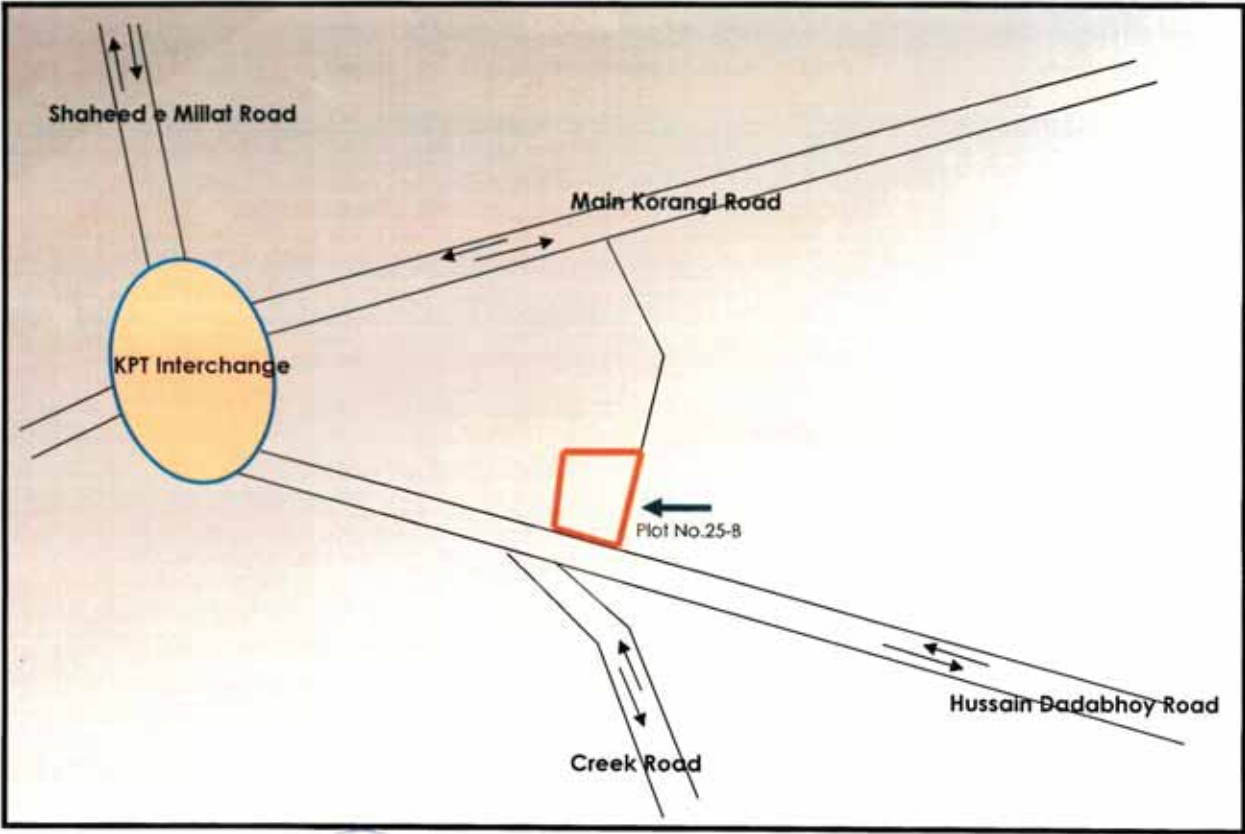 Shaheed e Millat Road
Main Korangi Road
KPT Interchange
Plot No.25-B
Hussain Dadabhoy Road
Creek Road